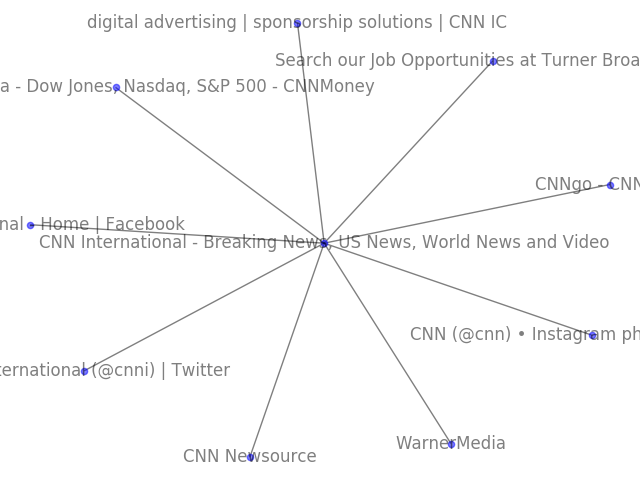 digital advertising | sponsorship solutions | CNN IC
Search our Job Opportunities at Turner Broa
a - Dow Jones, Nasdaq, S&P 500 - CNNMoney
CNNgo - CNN
nal - Home | Facebook
CNN International - Breaking News, US News, World News and Video
CNN (@cnn) • Instagram ph
ernational (@cnni) | Twitter
WarnerMedia
CNN Newsource